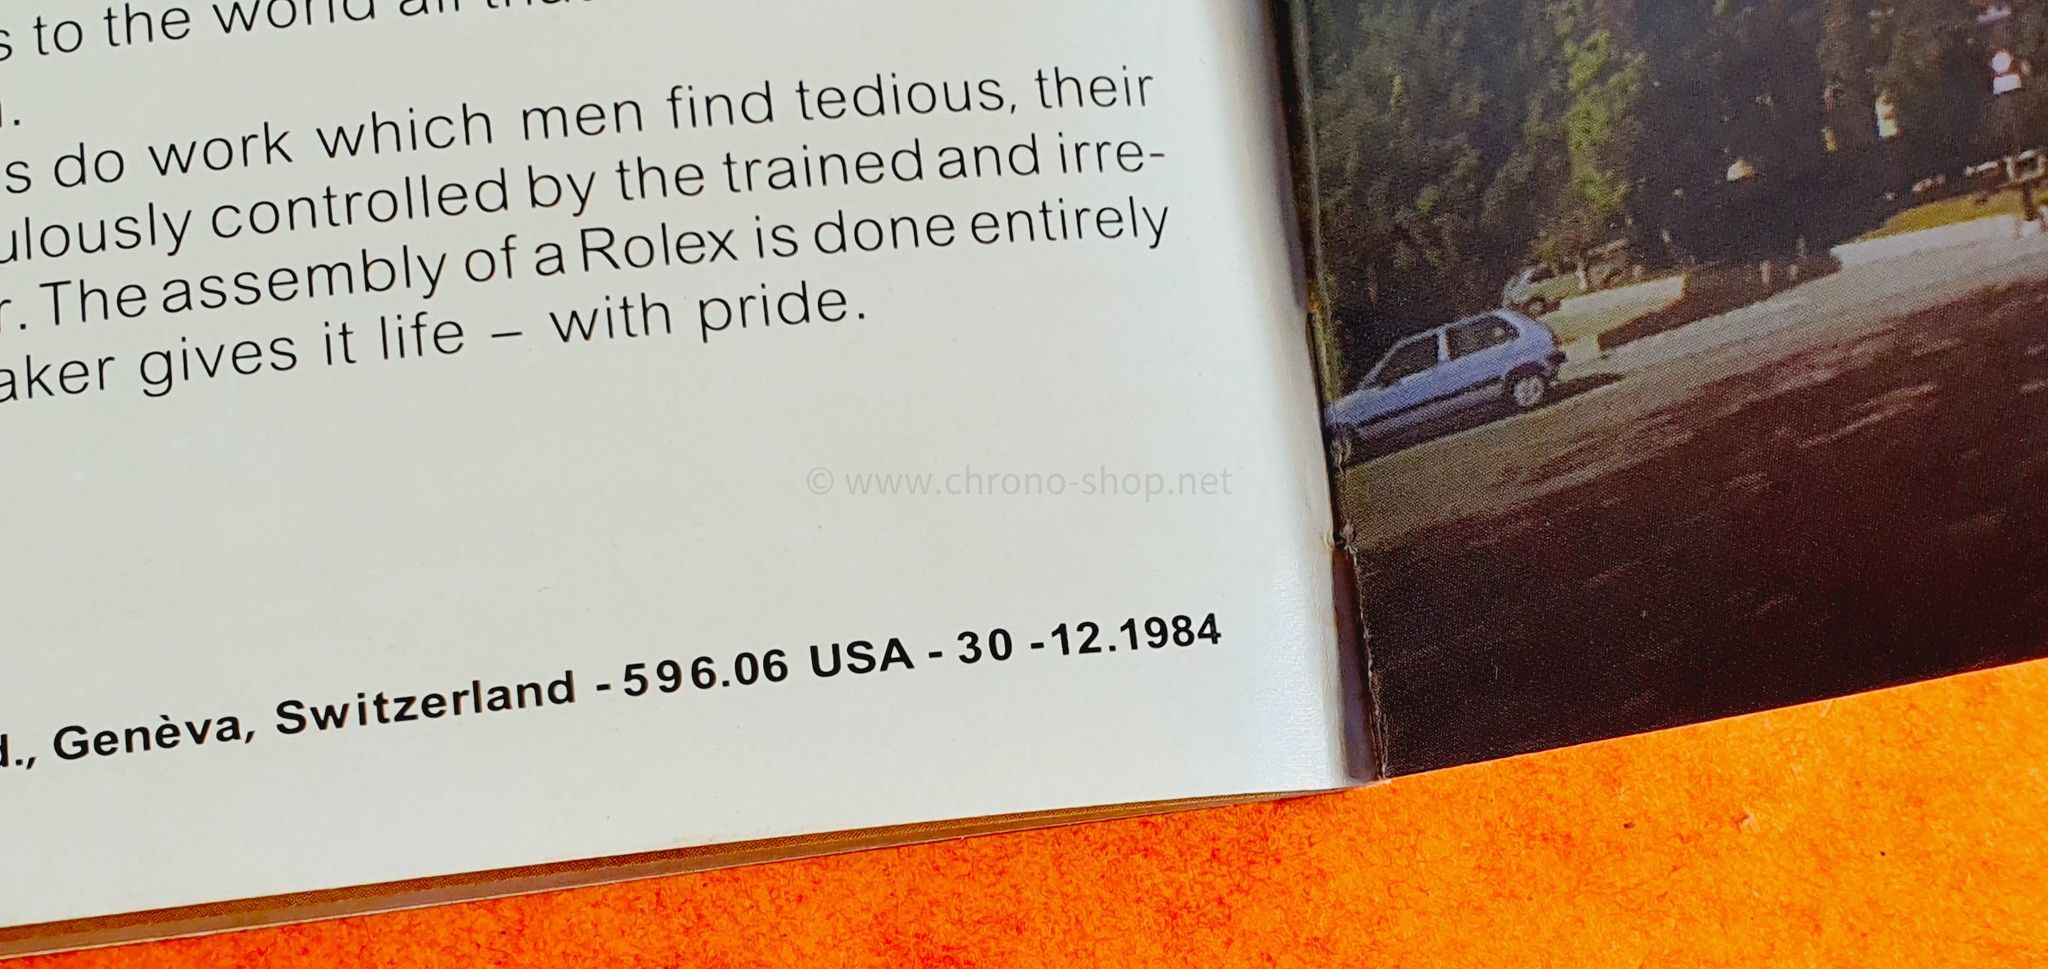 s to the world all
s do work which men find tedious, their
ulously controlled by the trained and irre-
r. The assembly of a Rolex is done entirely
aker gives it life – with pride.
© www.chrono-shop.net
d., Genèva, Switzerland - 596.06 USA - 30 -12.1984